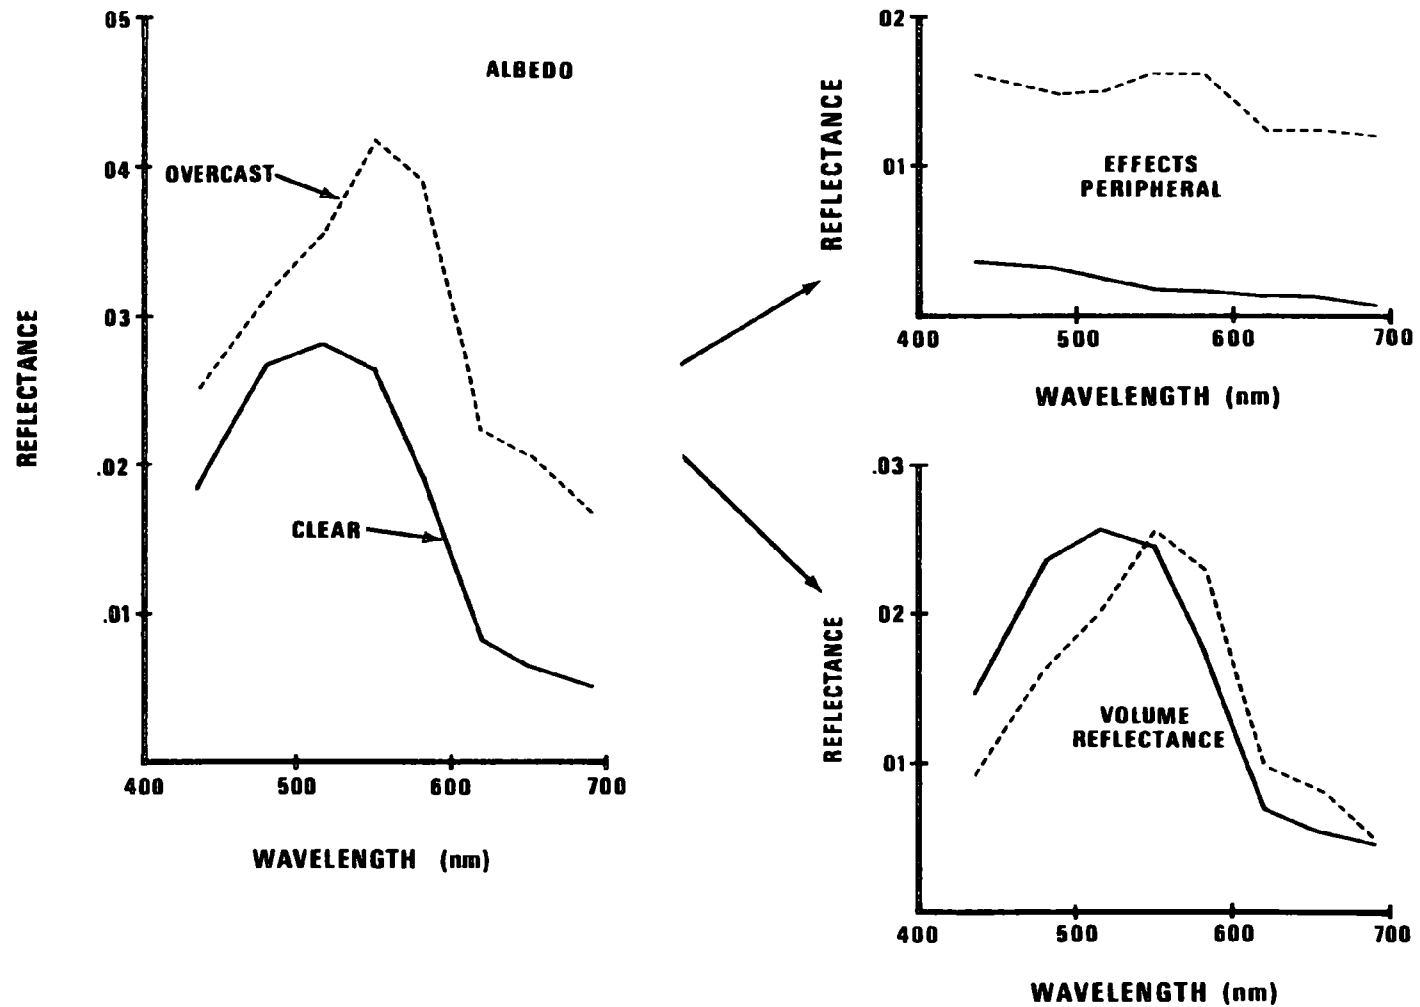 ALBEDO
05
04
03
.02
.01
REFLECTANCE
OVERCAST
CLEAR
400 500 600 700
WAVELENGTH (nm)
02
01
REFLECTANCE
EFFECTS
PERIPHERAL
400 500 600 700
WAVELENGTH (nm)
.03
02
01
REFLECTANCE
VOLUME
REFLECTANCE
400 500 600 700
WAVELENGTH (nm)